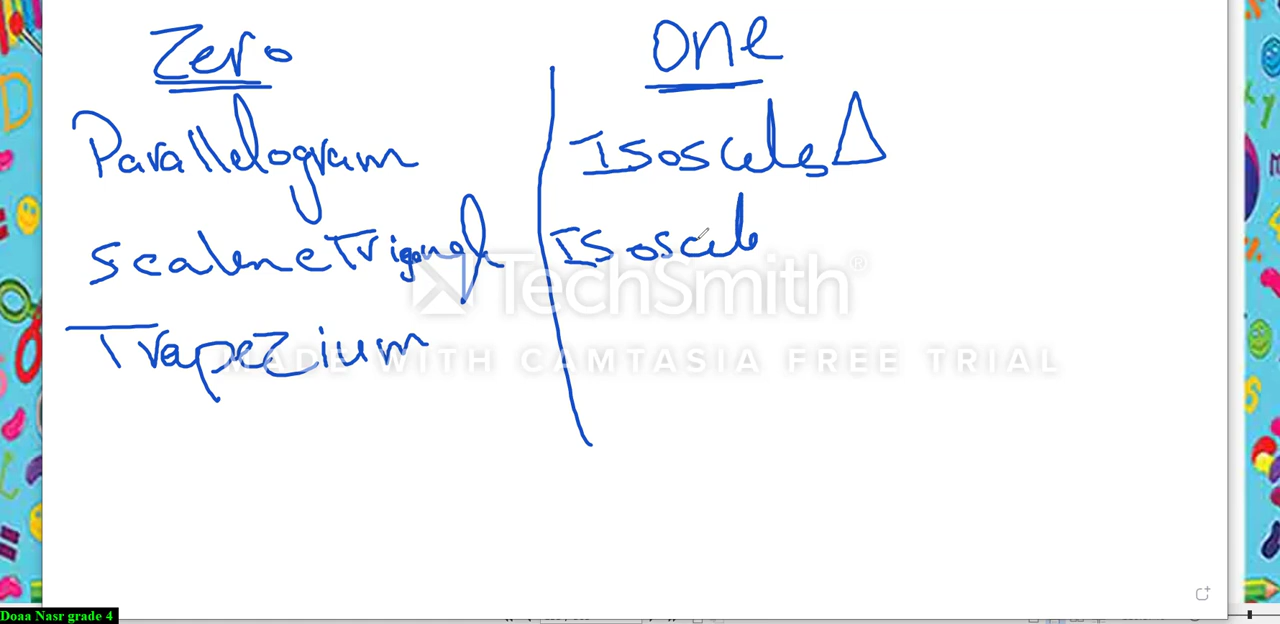 Zero
Parallelogram
Scalene Triangle
Trapezium
One
Isosceles Δ
Isoscele
TechSmith®
MADE WITH CAMTASIA FREE TRIAL
Doaa Nasr grade 4